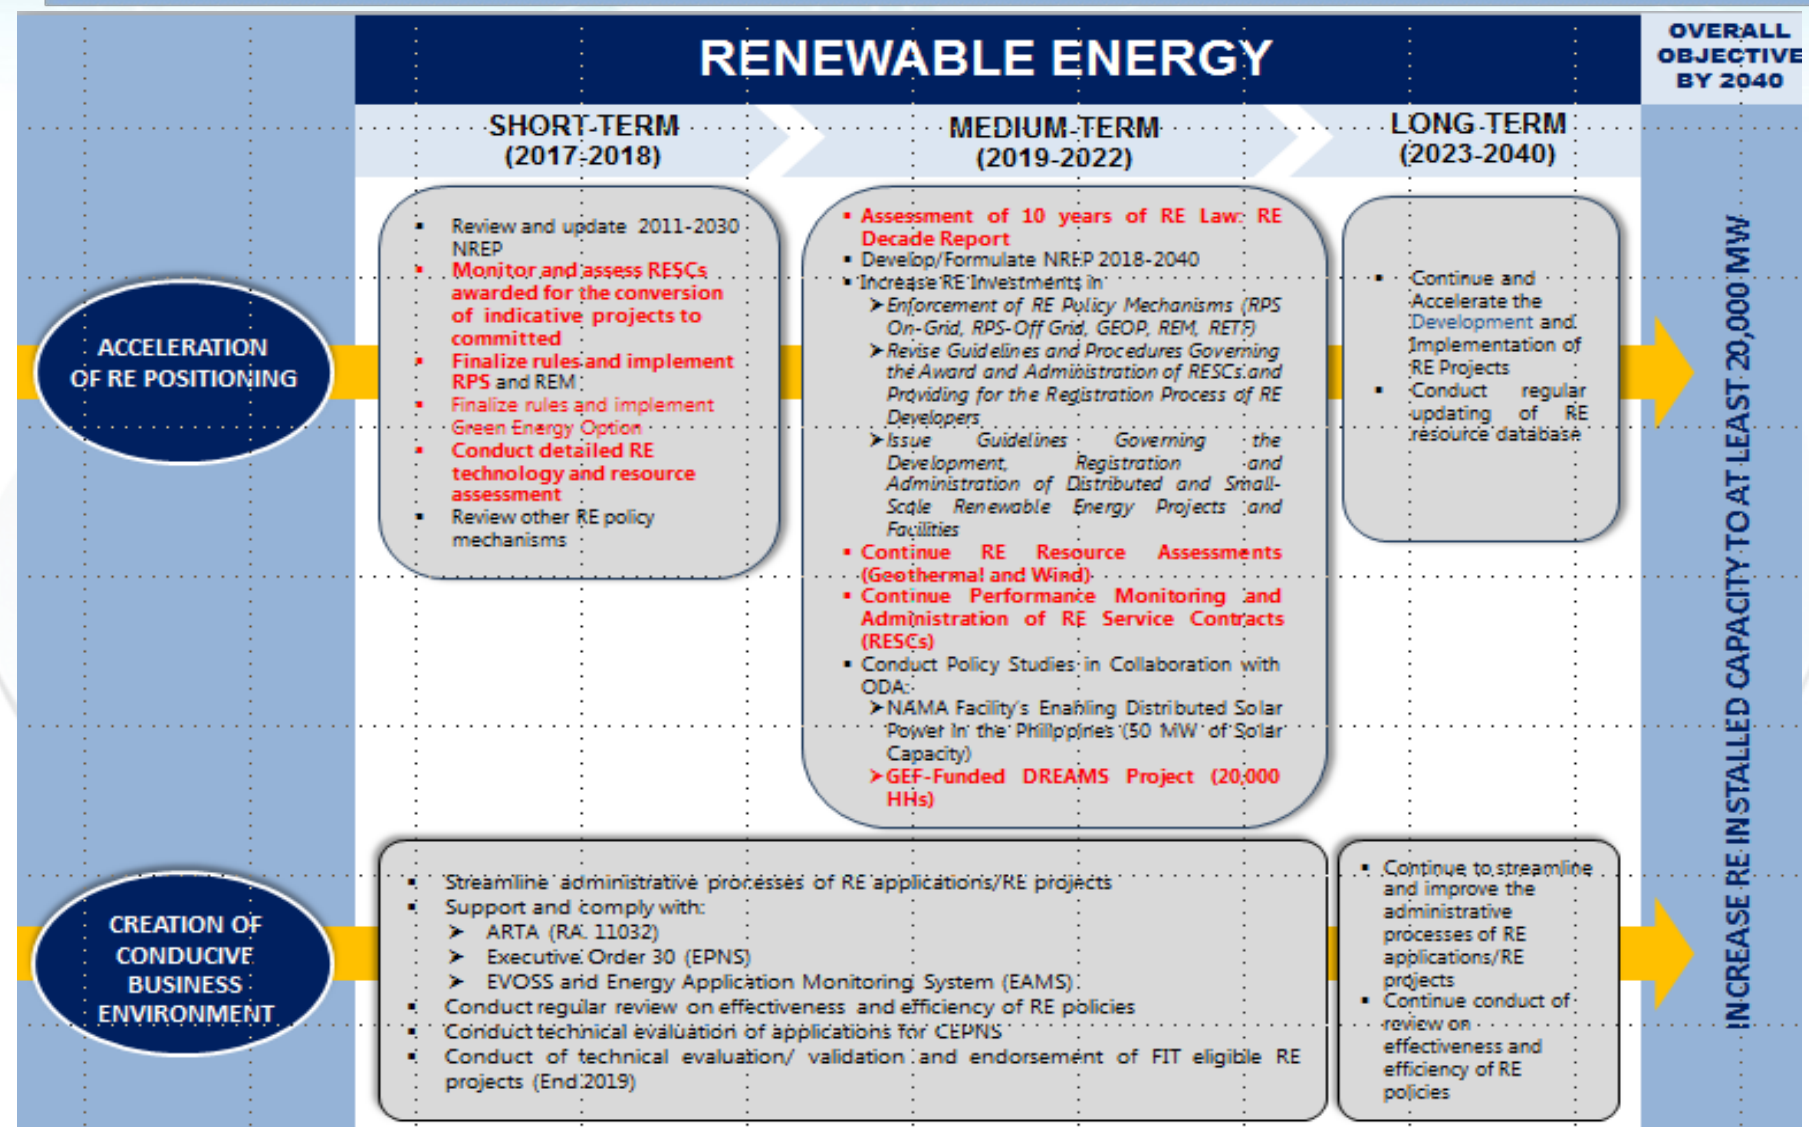 RENEWABLE ENERGY
OVERALL
OBJECTIVE
BY 2040
SHORT-TERM
(2017-2018)
MEDIUM-TERM
(2019-2022)
LONG-TERM
(2023-2040)
ACCELERATION
OF RE POSITIONING
▪ Review and update 2011-2030
NREP
▪ Monitor and assess RESCs
awarded for the conversion
of indicative projects to
committed
▪ Finalize rules and implement
RPS and REM
▪ Finalize rules and implement
Green Energy Option
▪ Conduct detailed RE
technology and resource
assessment
▪ Review other RE policy
mechanisms
▪ Assessment of 10 years of RE Law: RE
Decade Report
▪ Develop/Formulate NREP 2018-2040
▪ Increase RE Investments in
➢ Enforcement of RE Policy Mechanisms (RPS
On-Grid, RPS-Off Grid, GEOP, REM, RETF)
➢ Revise Guidelines and Procedures Governing
the Award and Administration of RESCs and
Providing for the Registration Process of RE
Developers
➢ Issue Guidelines Governing the
Development, Registration and
Administration of Distributed and Small-
Scale Renewable Energy Projects and
Facilities
▪ Continue RE Resource Assessments
(Geothermal and Wind)
▪ Continue Performance Monitoring and
Administration of RE Service Contracts
(RESCs)
▪ Conduct Policy Studies in Collaboration with
ODA:
➢ NAMA Facility's Enabling Distributed Solar
Power In the Philippines (50 MW of Solar
Capacity)
➢ GEF-Funded DREAMS Project (20,000
HHs)
▪ Continue and
Accelerate the
Development and
Implementation of
RE Projects
▪ Conduct regular
updating of RE
resource database
CREATION OF
CONDUCIVE
BUSINESS
ENVIRONMENT
▪ Streamline administrative processes of RE applications/RE projects
▪ Support and comply with:
➢ ARTA (RA. 11032)
➢ Executive Order 30 (EPNS)
➢ EVOSS and Energy Application Monitoring System (EAMS)
▪ Conduct regular review on effectiveness and efficiency of RE policies
▪ Conduct technical evaluation of applications for CEPNS
▪ Conduct of technical evaluation/ validation and endorsement of FIT eligible RE
projects (End 2019)
▪ Continue to streamline
and improve the
administrative
processes of RE
applications/RE
projects
▪ Continue conduct of
review on
effectiveness and
efficiency of RE
policies
INCREASE RE INSTALLED CAPACITY TO AT LEAST 20,000 MW